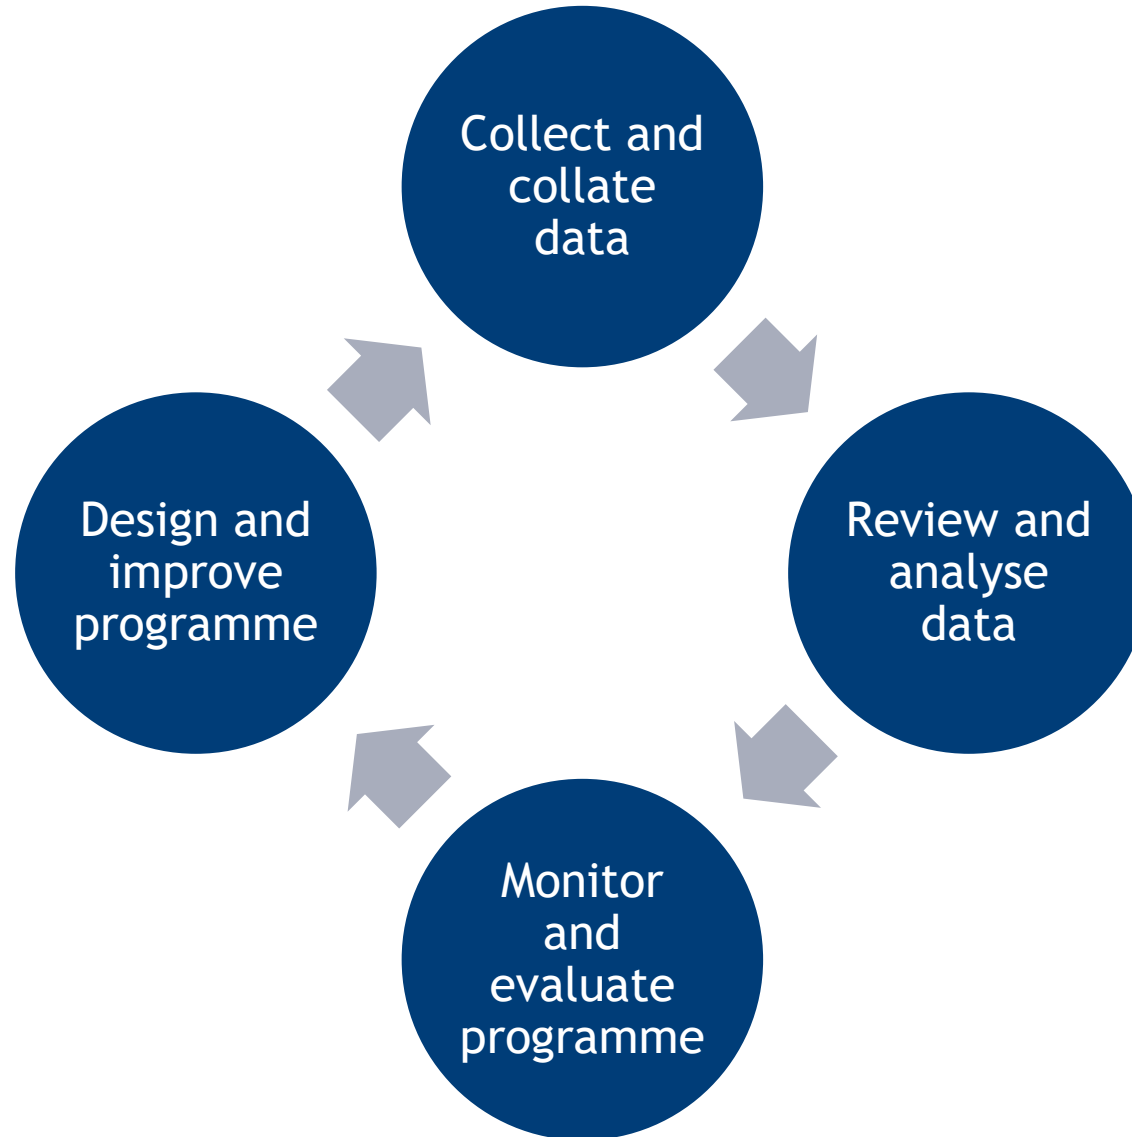 Collect and
collate
data
Review and
analyse
data
Monitor
and
evaluate
programme
Design and
improve
programme